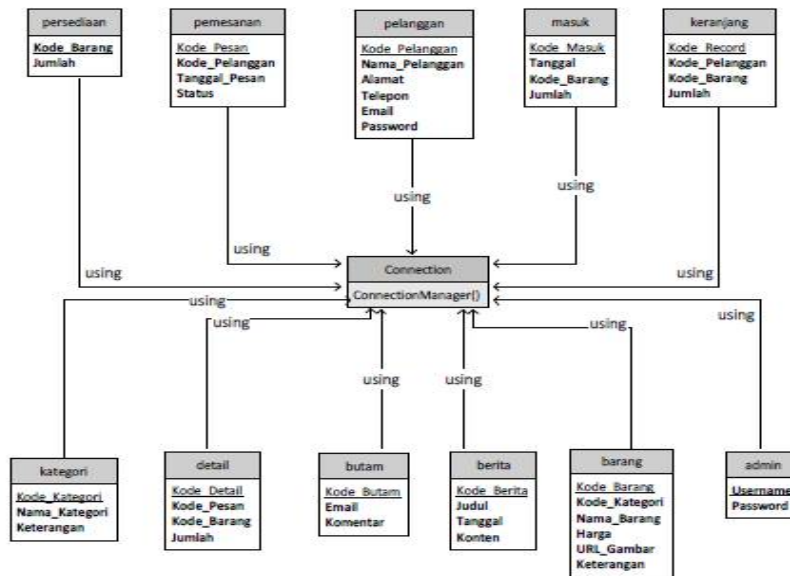 persediaan
Kode_Barang
Jumlah
pemesanan
Kode_Pesan
Kode_Pelanggan
Tanggal_Pesan
Status
pelanggan
Kode_Pelanggan
Nama_Pelanggan
Alamat
Telepon
Email
Password
masuk
Kode_Masuk
Tanggal
Kode_Barang
Jumlah
keranjang
Kode_Record
Kode_Pelanggan
Kode_Barang
Jumlah
using
using
using
using
using
Connection
ConnectionManager()
using
using
using
using
using
using
kategori
Kode_Kategori
Nama_Kategori
Keterangan
detail
Kode_Detail
Kode_Pesan
Kode_Barang
Jumlah
butam
Kode_Butam
Email
Komentar
berita
Kode_Berita
Judul
Tanggal
Konten
barang
Kode_Barang
Kode_Kategori
Nama_Barang
Harga
URL_Gambar
Keterangan
admin
Username
Password